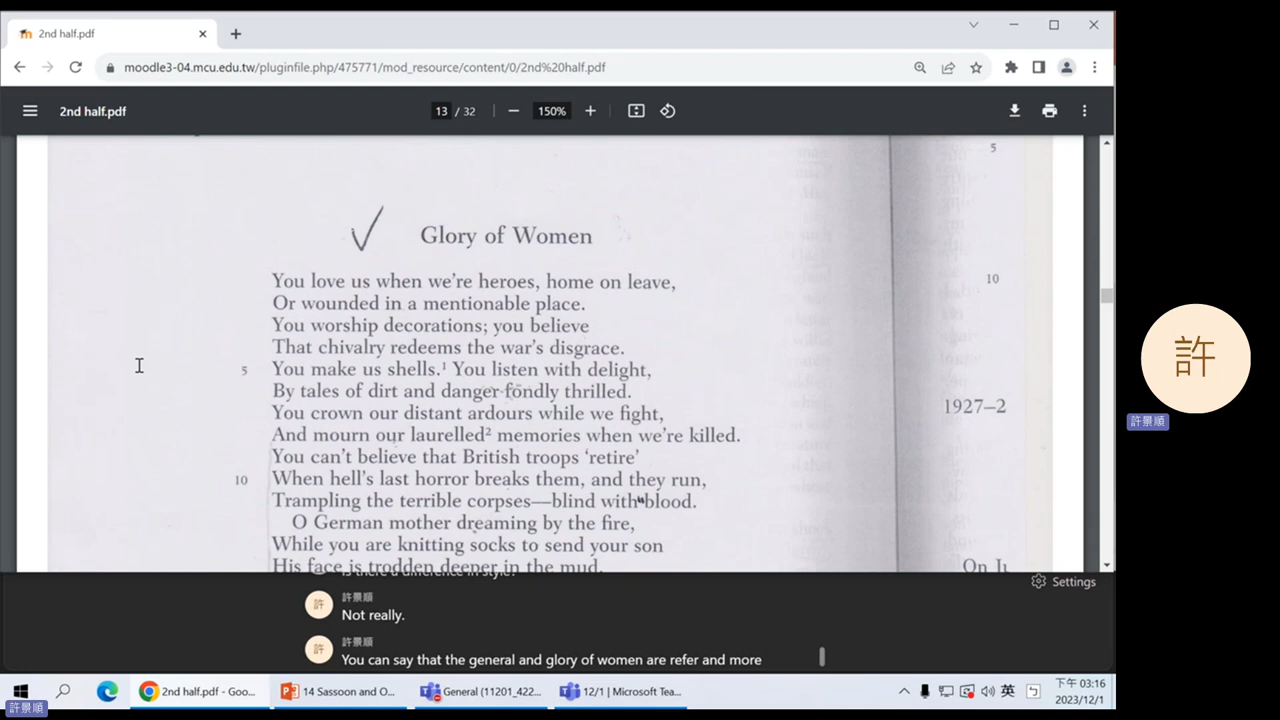 2nd half.pdf
moodle3-04.mcu.edu.tw/pluginfile.php/475771/mod_resource/content/0/2nd%20half.pdf
2nd half.pdf
13 / 32
150%
5
Glory of Women
You love us when we're heroes, home on leave,
10
Or wounded in a mentionable place.
You worship decorations; you believe
That chivalry redeems the war's disgrace.
5 You make us shells.¹ You listen with delight,
By tales of dirt and danger fondly thrilled.
1927–2
You crown our distant ardours while we fight,
And mourn our laurelled² memories when we're killed.
You can't believe that British troops 'retire'
10 When hell's last horror breaks them, and they run,
Trampling the terrible corpses—blind with blood.
O German mother dreaming by the fire,
While you are knitting socks to send your son
His face is trodden deeper in the mud.
On
許
許景順
is there a difference in style?
Settings
許
許景順
Not really.
許
許景順
You can say that the general and glory of women are refer and more
2nd half.pdf - Goo...
14 Sassoon and O...
General (11201_422...
12/1 | Microsoft Tea...
英
下午 03:16
2023/12/1
許景順